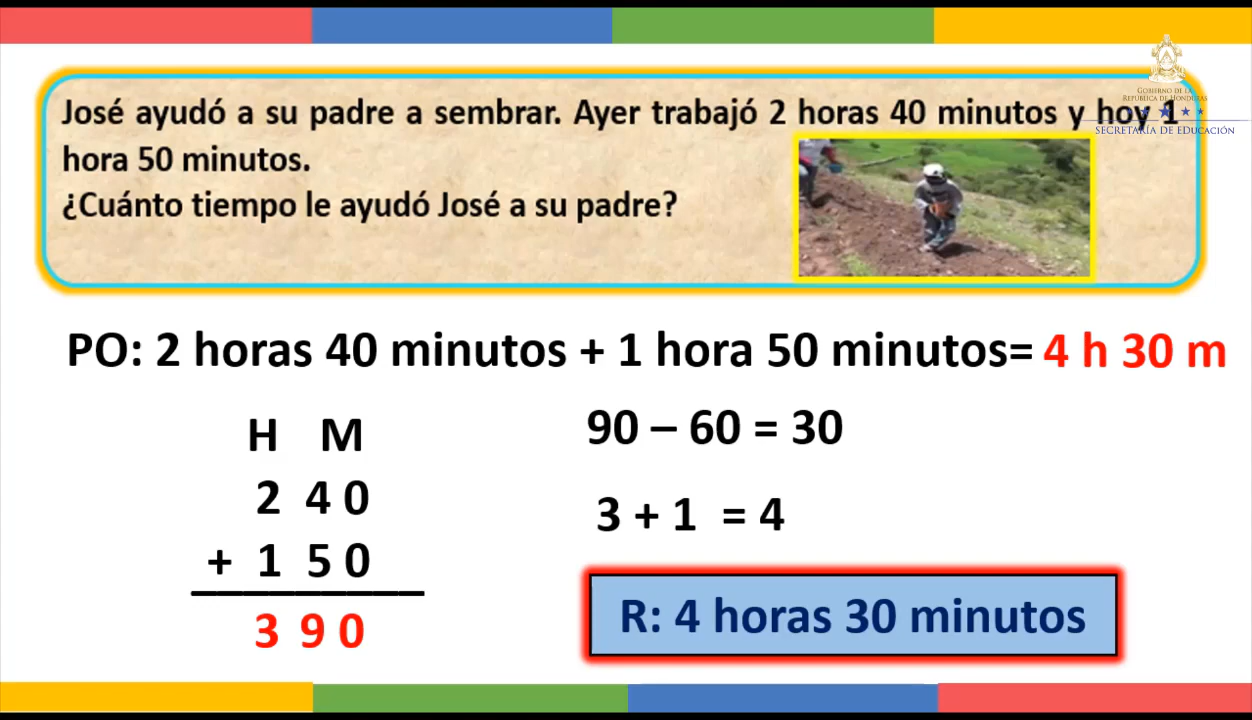 José ayudó a su padre a sembrar. Ayer trabajó 2 horas 40 minutos y hoy 1
hora 50 minutos.
¿Cuánto tiempo le ayudó José a su padre?
GOBIERNO DE LA
REPÚBLICA DE HONDURAS
SECRETARÍA DE EDUCACIÓN
PO: 2 horas 40 minutos + 1 hora 50 minutos= 4 h 30 m
H M
2 4 0
+ 1 5 0
3 9 0
90 – 60 = 30
3 + 1 = 4
R: 4 horas 30 minutos